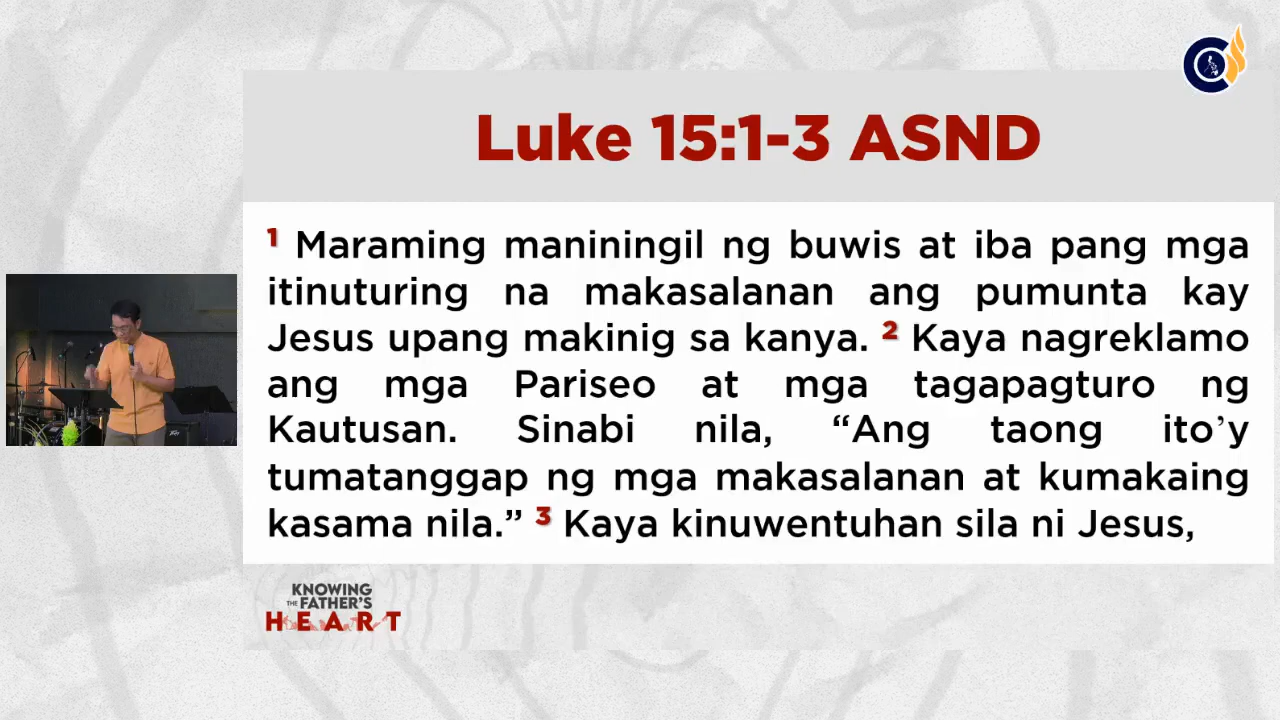 Luke 15:1-3 ASND
1 Maraming maniningil ng buwis at iba pang mga
itinuturing na makasalanan ang pumunta kay
Jesus upang makinig sa kanya. 2 Kaya nagreklamo
ang mga Pariseo at mga tagapagturo ng
Kautusan. Sinabi nila, “Ang taong ito’y
tumatanggap ng mga makasalanan at kumakaing
kasama nila.” 3 Kaya kinuwentuhan sila ni Jesus,
KNOWING
THE FATHER'S
HEART